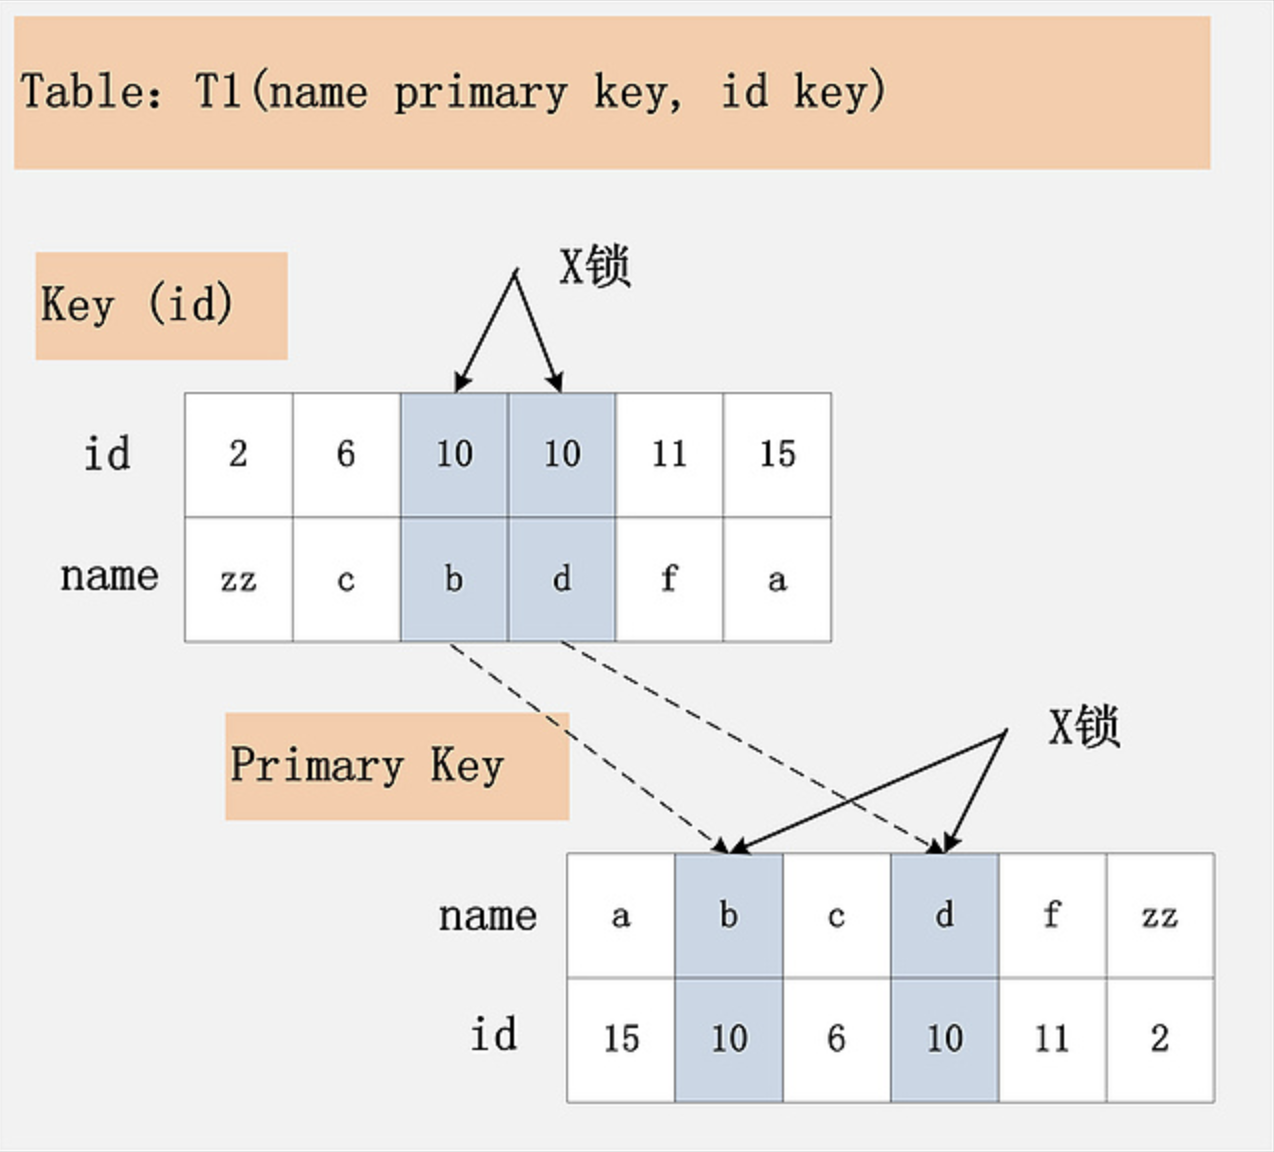 Table: T1(name primary key, id key)
X锁
Key (id)
id 2 6 10 10 11 15
name zz c b d f a
X锁
Primary Key
name a b c d f zz
id 15 10 6 10 11 2